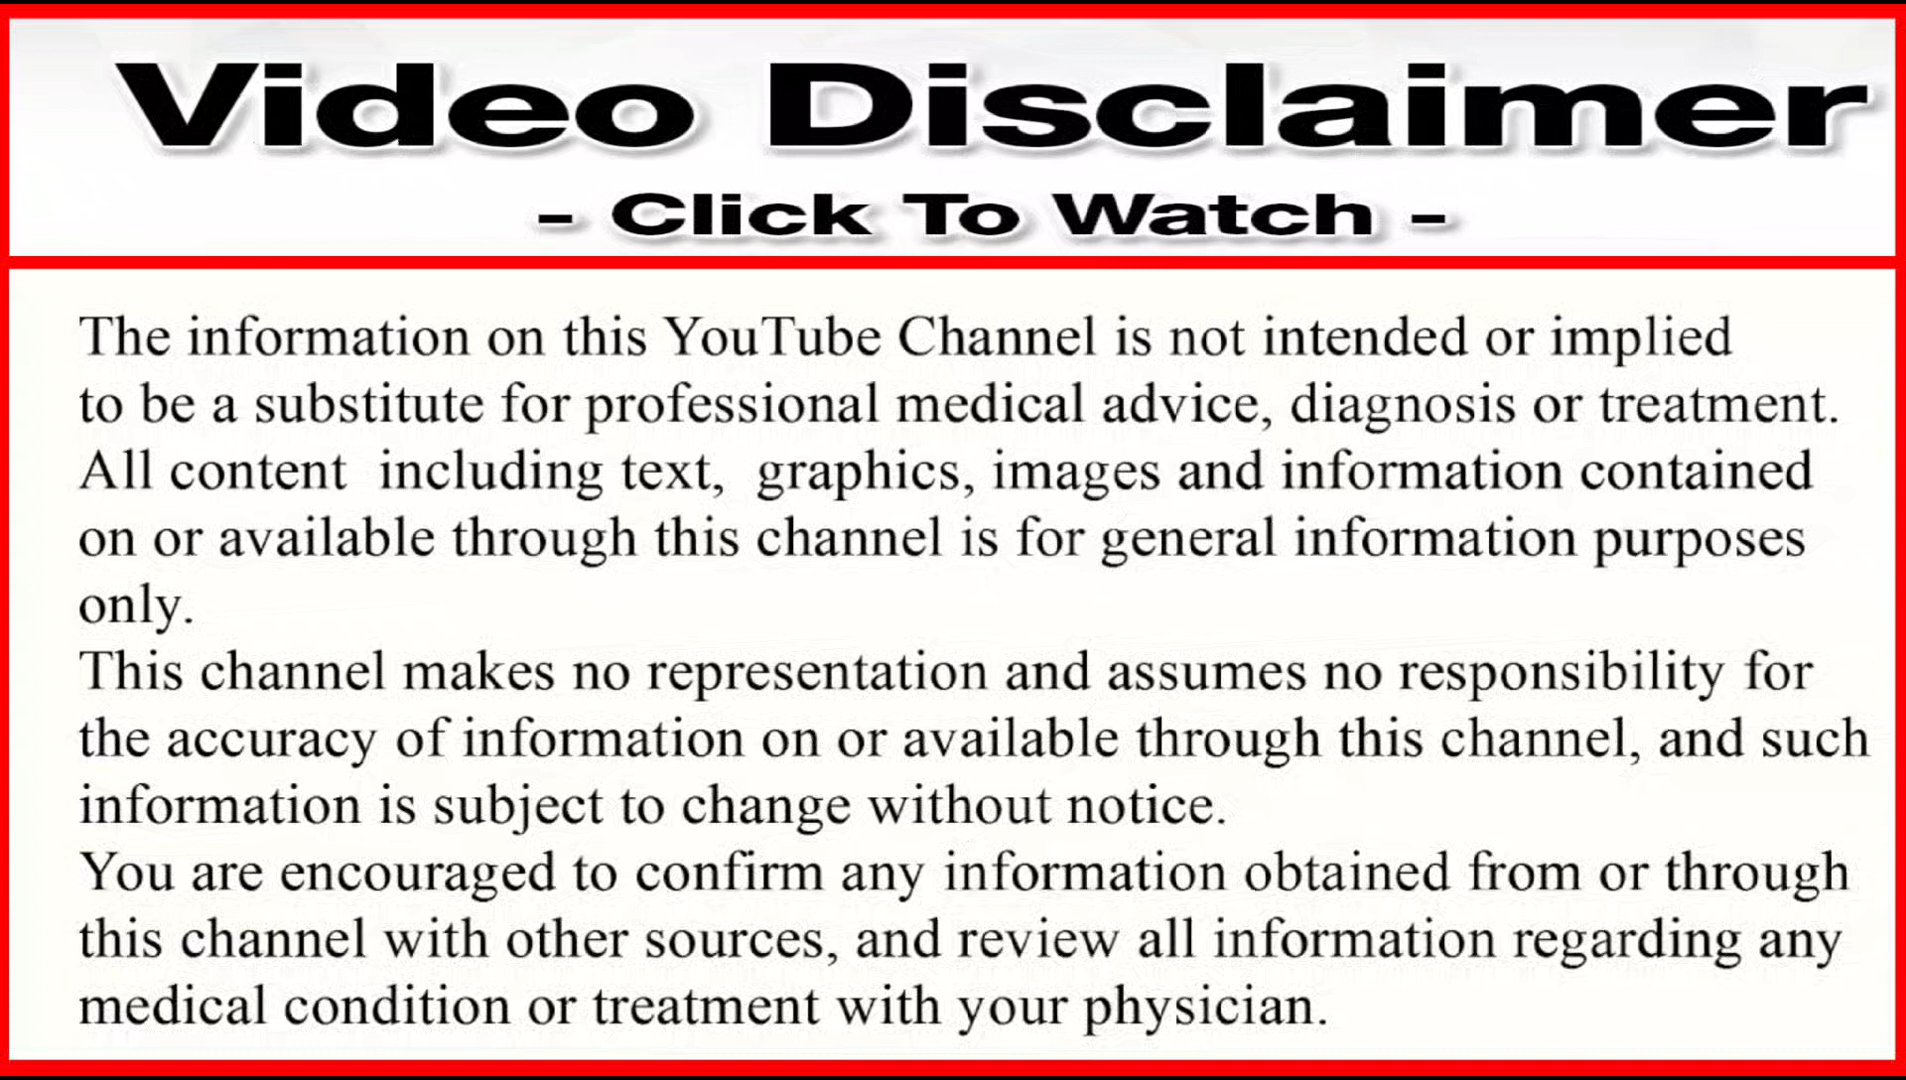 Video Disclaimer
- Click To Watch -
The information on this YouTube Channel is not intended or implied
to be a substitute for professional medical advice, diagnosis or treatment.
All content  including text,  graphics, images and information contained
on or available through this channel is for general information purposes
only.
This channel makes no representation and assumes no responsibility for
the accuracy of information on or available through this channel, and such
information is subject to change without notice.
You are encouraged to confirm any information obtained from or through
this channel with other sources, and review all information regarding any
medical condition or treatment with your physician.